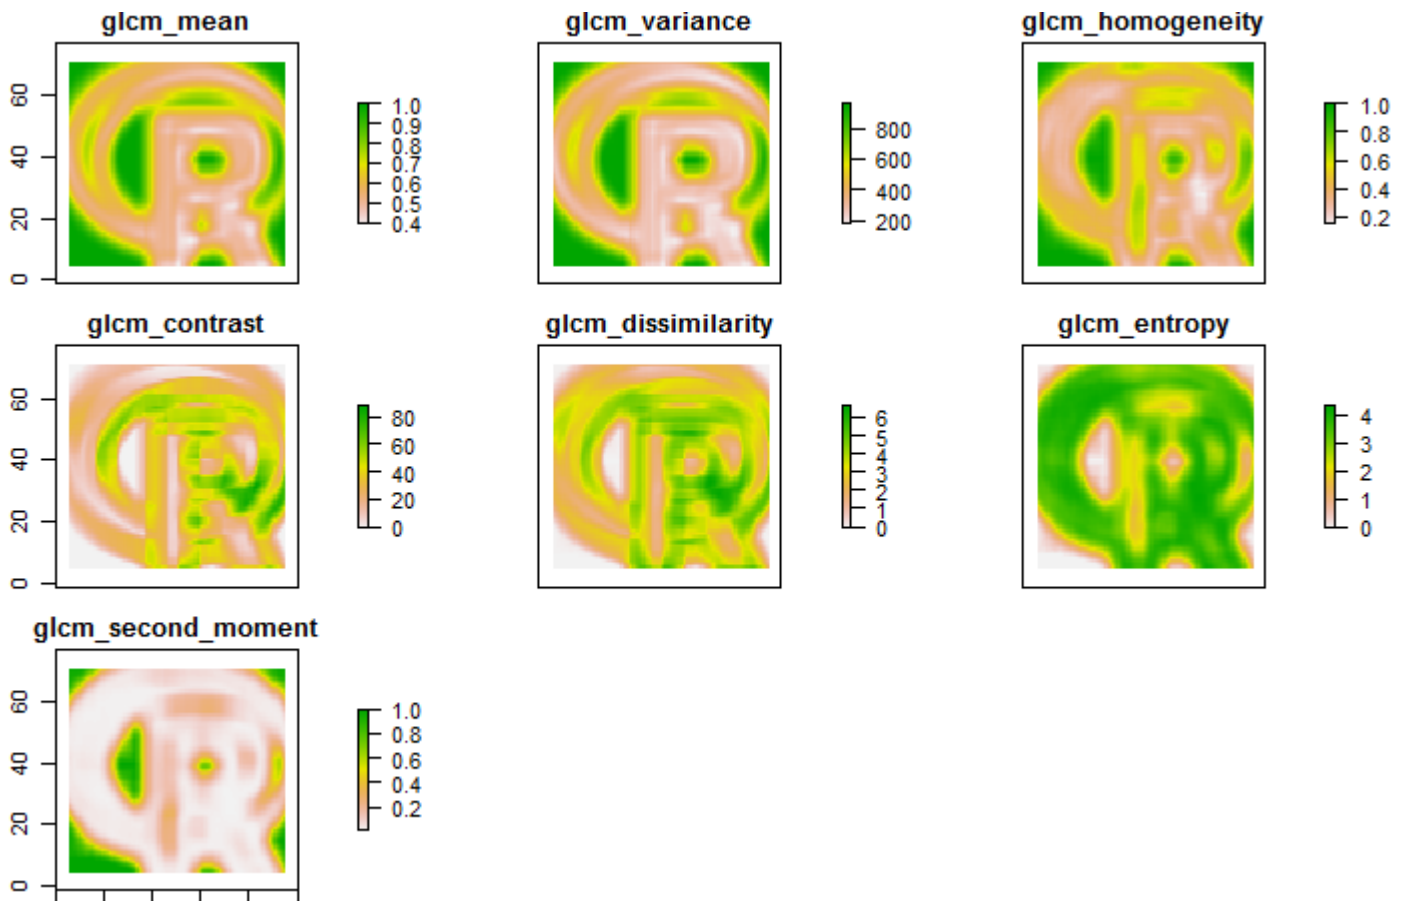 glcm_mean glcm_variance glcm_homogeneity
60 40 20 0 1.0 0.9 0.8 0.7 0.6 0.5 0.4 800 600 400 200 1.0 0.8 0.6 0.4 0.2
glcm_contrast glcm_dissimilarity glcm_entropy
60 40 20 0 80 60 40 20 0 6 5 4 3 2 1 0 4 3 2 1 0
glcm_second_moment
60 40 20 0 1.0 0.8 0.6 0.4 0.2